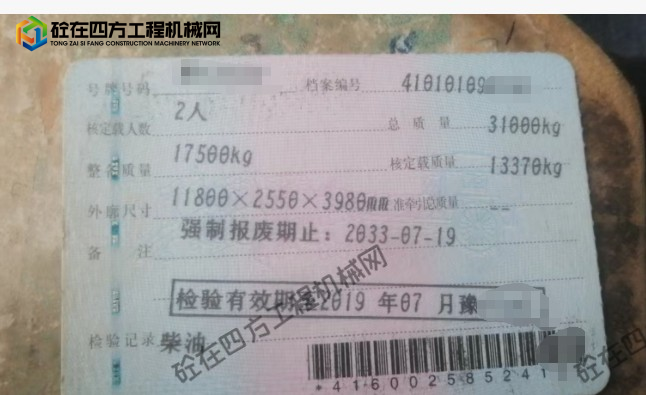 砼在四方工程机械网
TONG ZAI SI FANG CONSTRUCTION MACHINERY NETWORK
号牌号码 档案编号 41010109
核定载人数 2人 总质量 31000kg
整备质量 17500kg 核定载质量 13370kg
外廓尺寸 11800×2550×3980mm 准牵引总质量 --
备注 强制报废期止：2033-07-19
检验有效期至2019年07月豫
检验记录 柴油
*416002585241
砼在四方工程机械网
砼在四方